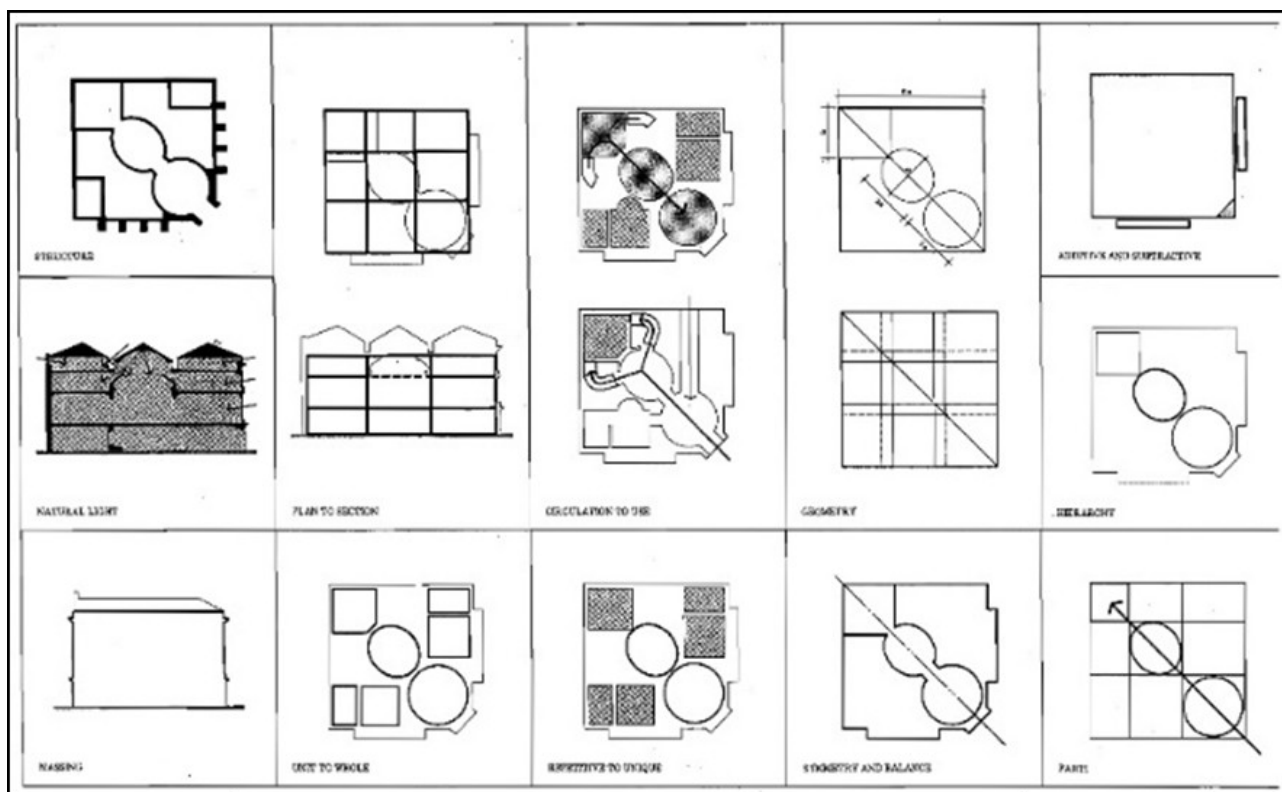 STRUCTURE
ADDITIVE AND SUBTRACTIVE
NATURAL LIGHT
PLAN TO SECTION
CIRCULATION TO USE
GEOMETRY
HIERARCHY
MASSING
UNIT TO WHOLE
REPETITIVE TO UNIQUE
SYMMETRY AND BALANCE
PARTI